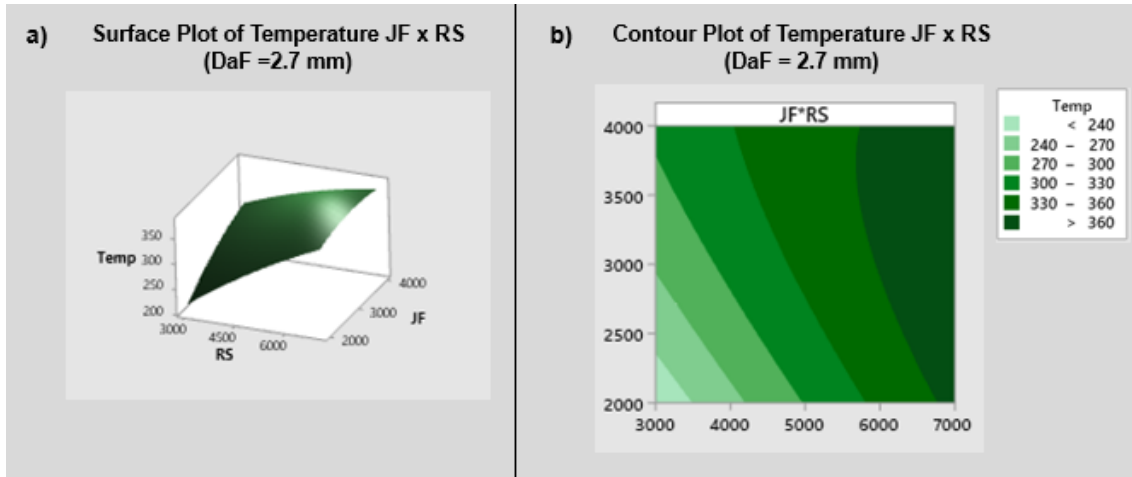 a) Surface Plot of Temperature JF x RS
(DaF =2.7 mm)
350
Temp 300
250
200
3000
4500
6000
RS
4000
3000
2000
JF
b) Contour Plot of Temperature JF x RS
(DaF = 2.7 mm)
JF*RS
4000
3500
3000
2500
2000
3000 4000 5000 6000 7000
Temp
< 240
240 – 270
270 – 300
300 – 330
330 – 360
> 360